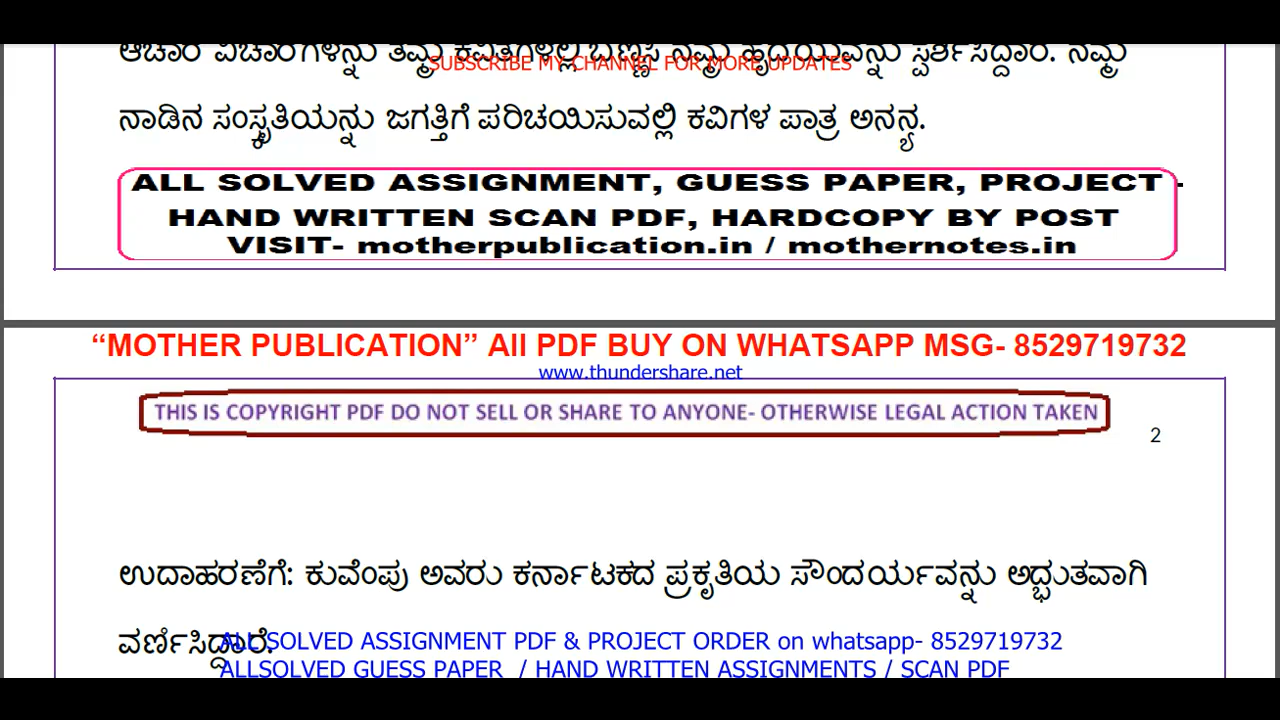 ಆಚಾರ ವಿಚಾರಗಳನ್ನು ತಮ್ಮ ಕವಿತೆಗಳಲ್ಲಿ ಬಣ್ಣಿಸಿ ನಮ್ಮ ಹೃದಯವನ್ನು ಸ್ಪರ್ಶಿಸಿದ್ದಾರೆ. ನಮ್ಮ
SUBSCRIBE MY CHANNEL FOR MORE UPDATES
ನಾಡಿನ ಸಂಸ್ಕೃತಿಯನ್ನು ಜಗತ್ತಿಗೆ ಪರಿಚಯಿಸುವಲ್ಲಿ ಕವಿಗಳ ಪಾತ್ರ ಅನನ್ಯ.
ALL SOLVED ASSIGNMENT, GUESS PAPER, PROJECT -
HAND WRITTEN SCAN PDF, HARDCOPY BY POST
VISIT- motherpublication.in / mothernotes.in
“MOTHER PUBLICATION” All PDF BUY ON WHATSAPP MSG- 8529719732
www.thundershare.net
THIS IS COPYRIGHT PDF DO NOT SELL OR SHARE TO ANYONE- OTHERWISE LEGAL ACTION TAKEN
2
ಉದಾಹರಣೆಗೆ: ಕುವೆಂಪು ಅವರು ಕರ್ನಾಟಕದ ಪ್ರಕೃತಿಯ ಸೌಂದರ್ಯವನ್ನು ಅದ್ಭುತವಾಗಿ
ವರ್ಣಿಸಿದ್ದಾರೆ.
ALL SOLVED ASSIGNMENT PDF & PROJECT ORDER on whatsapp- 8529719732
ALLSOLVED GUESS PAPER / HAND WRITTEN ASSIGNMENTS / SCAN PDF